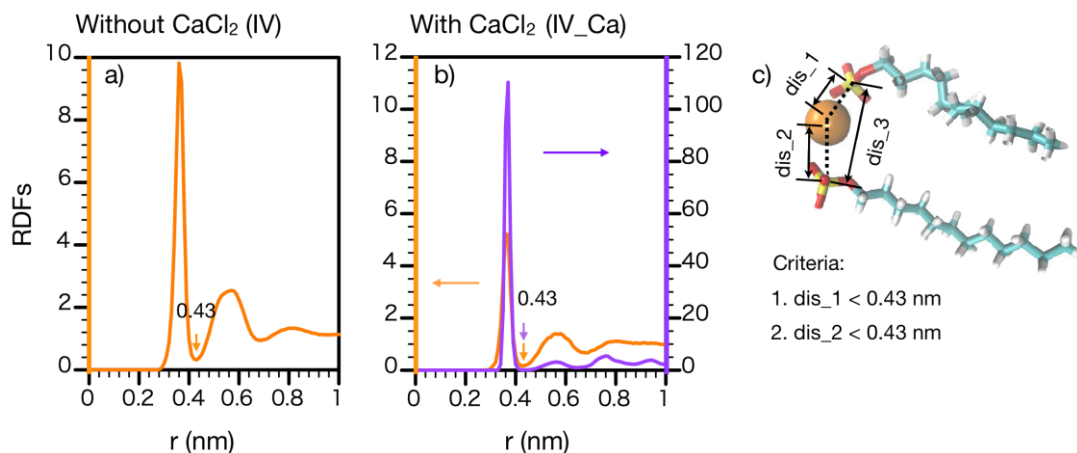 Without CaCl₂ (IV)
With CaCl₂ (IV_Ca)
a)
b)
c)
RDFs
10
8
6
4
2
0
0 0.2 0.4 0.6 0.8 1
r (nm)
0.43
12
10
8
6
4
2
0
120
100
80
60
40
20
0
0 0.2 0.4 0.6 0.8 1
r (nm)
0.43
dis_1
dis_2
dis_3
Criteria:
1. dis_1 < 0.43 nm
2. dis_2 < 0.43 nm